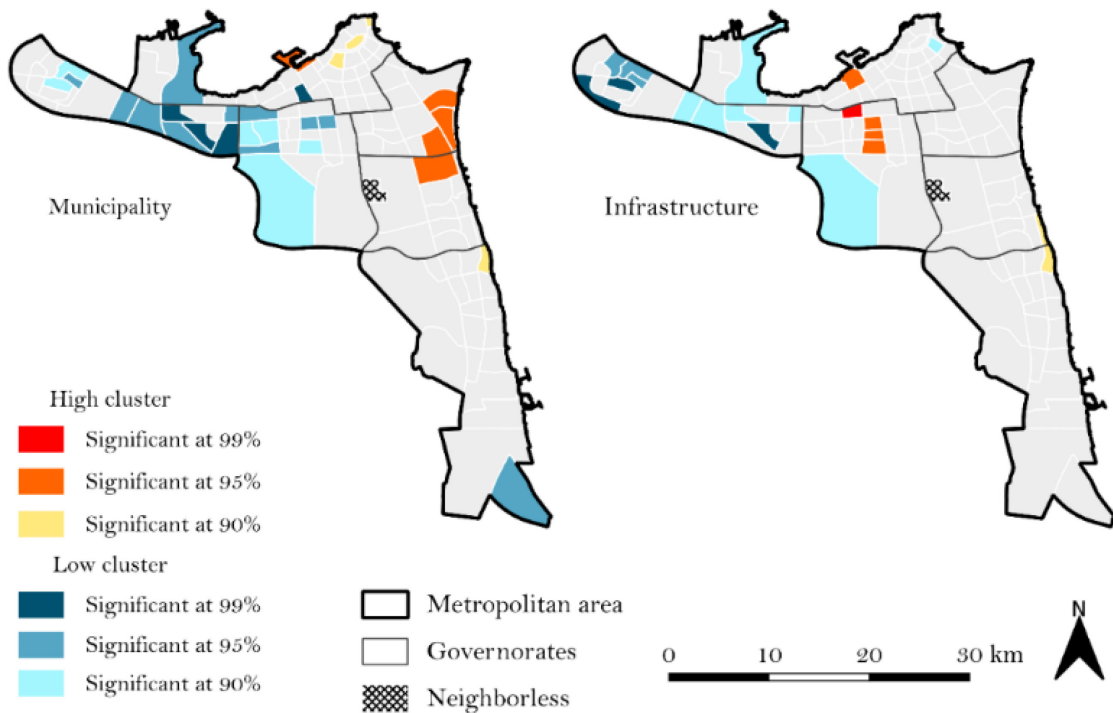 Municipality
Infrastructure
High cluster
Significant at 99%
Significant at 95%
Significant at 90%
Low cluster
Significant at 99%
Significant at 95%
Significant at 90%
Metropolitan area
Governorates
Neighborless
0 10 20 30 km
N